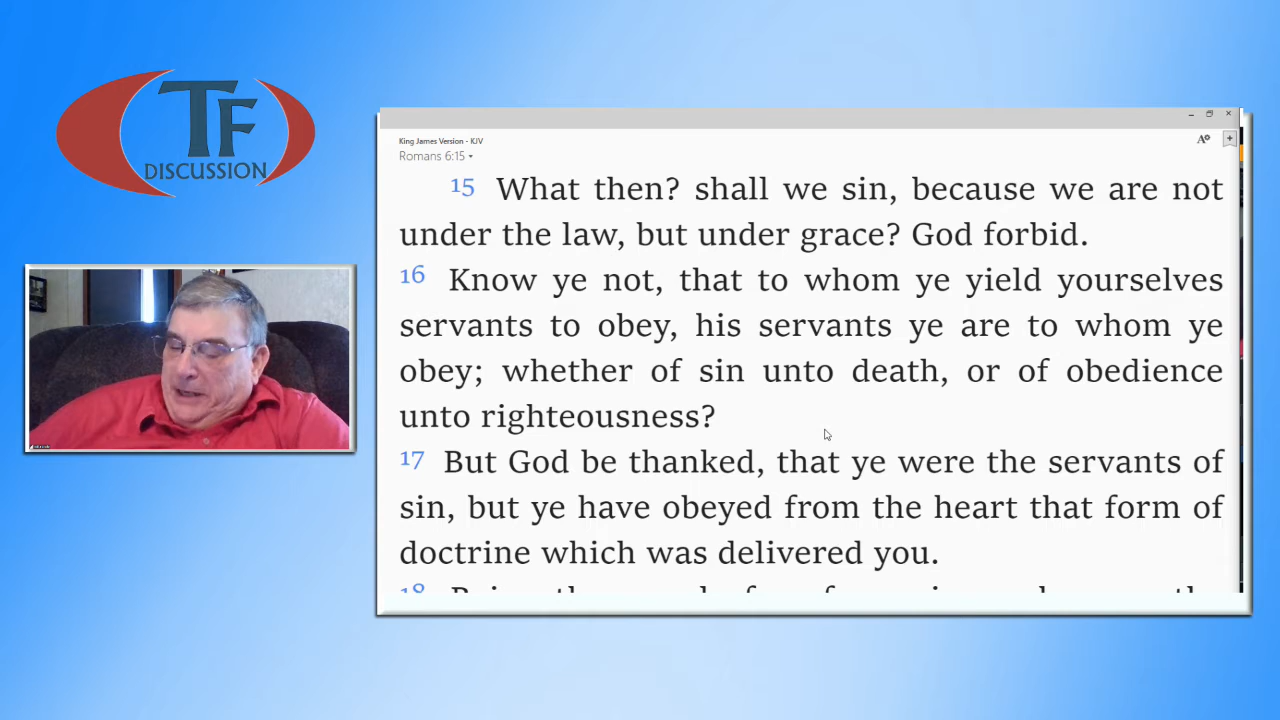 TF
DISCUSSION
King James Version - KJV
Romans 6:15
15 What then? shall we sin, because we are not
under the law, but under grace? God forbid.
16 Know ye not, that to whom ye yield yourselves
servants to obey, his servants ye are to whom ye
obey; whether of sin unto death, or of obedience
unto righteousness?
17 But God be thanked, that ye were the servants of
sin, but ye have obeyed from the heart that form of
doctrine which was delivered you.
18